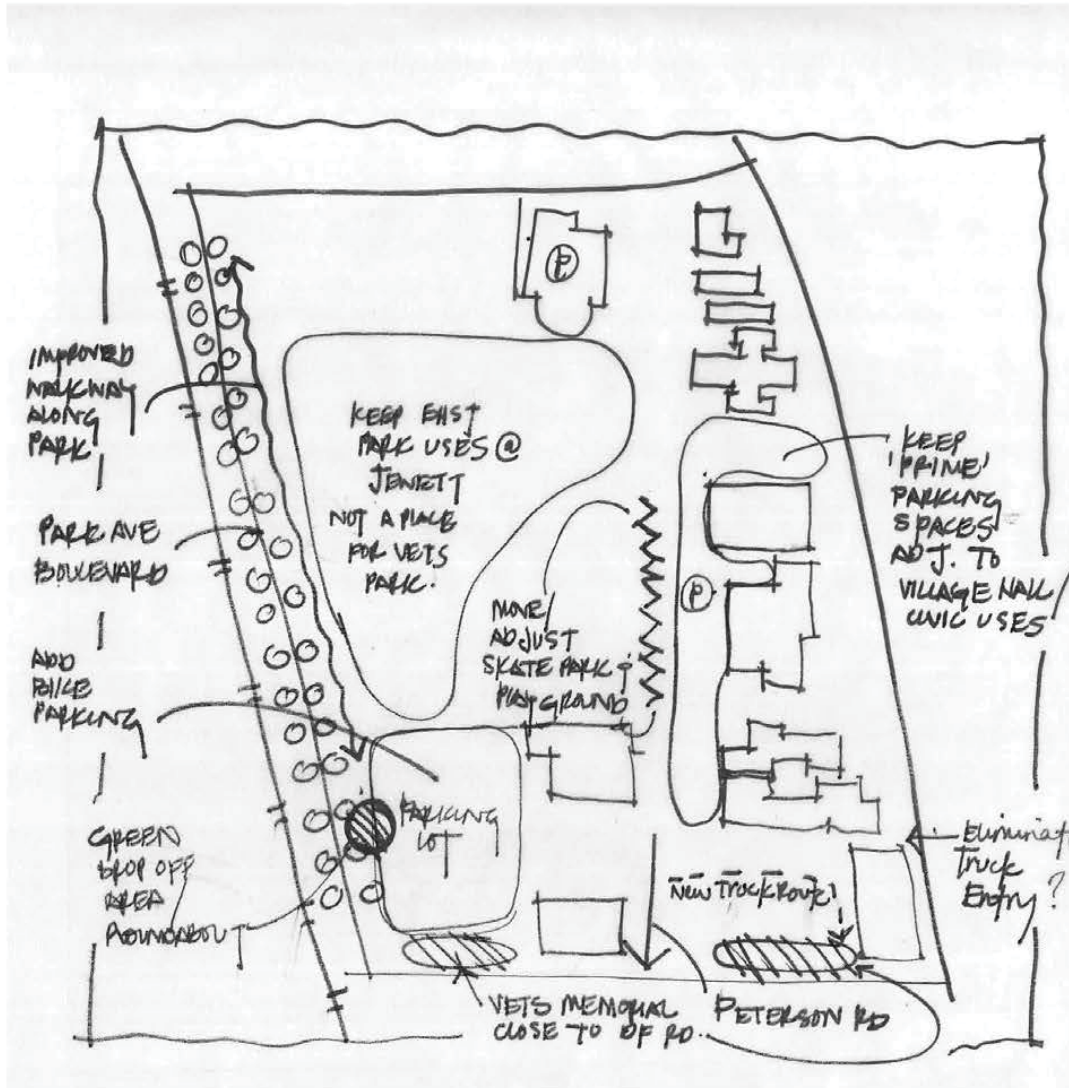 IMPROVED
WALKWAY
ALONG
PARK
PARK AVE
BOULEVARD
ADD
BIKE
PARKING
GREEN
DROP OFF
AREA
ROUNDABOUT
P
KEEP EXIST
PARK USES @
JEWETT
NOT A PLACE
FOR VETS
PARK!
MOVE/
ADJUST
SKATE PARK &
PLAYGROUND
P
KEEP
'PRIME'
PARKING
SPACES
ADJ. TO
VILLAGE HALL/
CIVIC USES
PARKING
LOT
New Truck Route!
Eliminate
Truck
Entry?
VETS MEMORIAL
CLOSE TO DF RD.
PETERSON RD